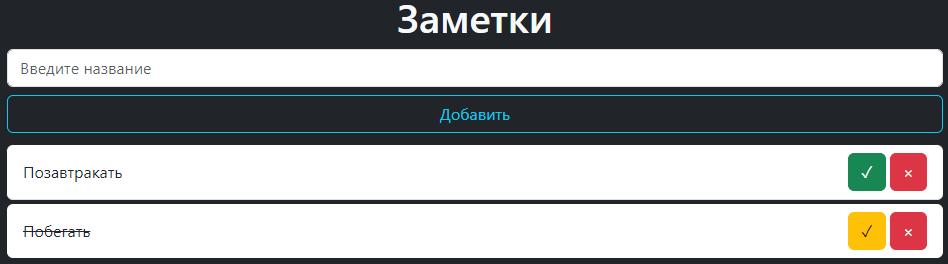 Заметки
Введите название
Добавить
Позавтракать ✓ ×
Побегать ✓ ×